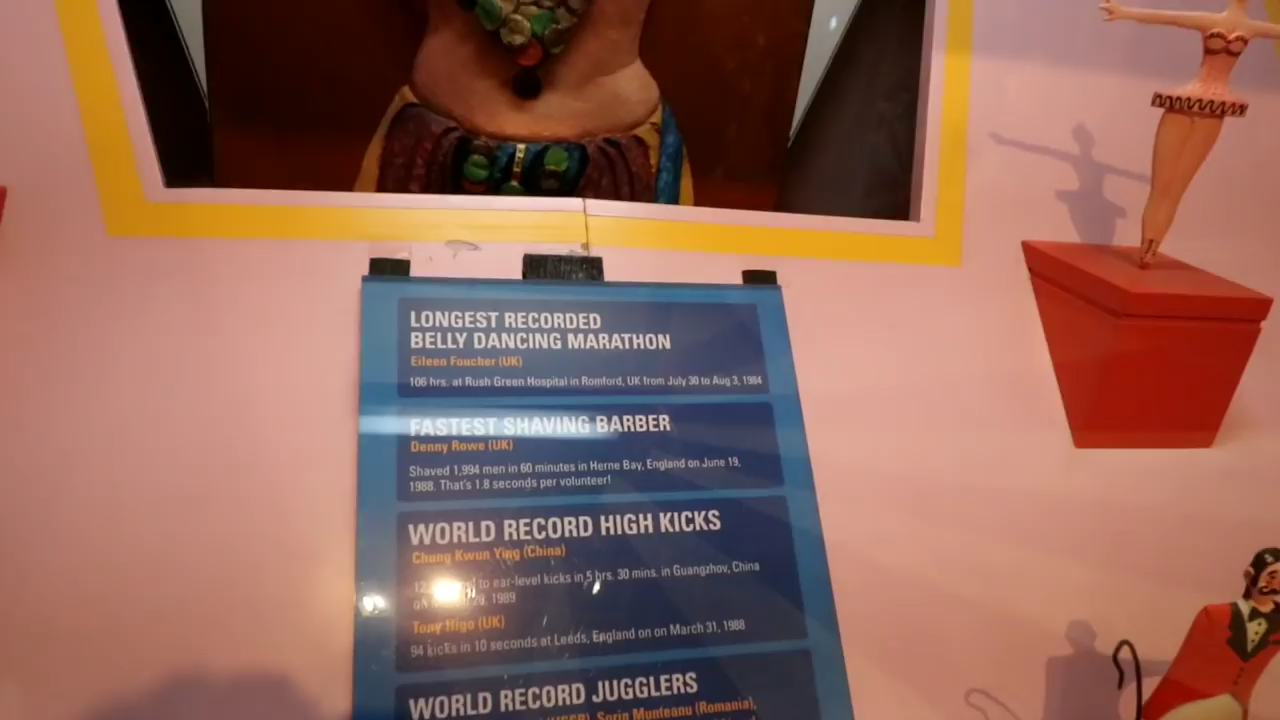 LONGEST RECORDED
BELLY DANCING MARATHON
Eileen Foucher (UK)
106 hrs. at Rush Green Hospital in Romford, UK from July 30 to Aug 3, 1984
FASTEST SHAVING BARBER
Denny Rowe (UK)
Shaved 1,994 men in 60 minutes in Herne Bay, England on June 19,
1988. That's 1.8 seconds per volunteer!
WORLD RECORD HIGH KICKS
Chung Kwun Ying (China)
to ear-level kicks in 5 hrs. 30 mins. in Guangzhov, China
on 1989
Tony Higo (UK)
94 kicks in 10 seconds at Leeds, England on on March 31, 1988
WORLD RECORD JUGGLERS
Sorin Munteanu (Romania),